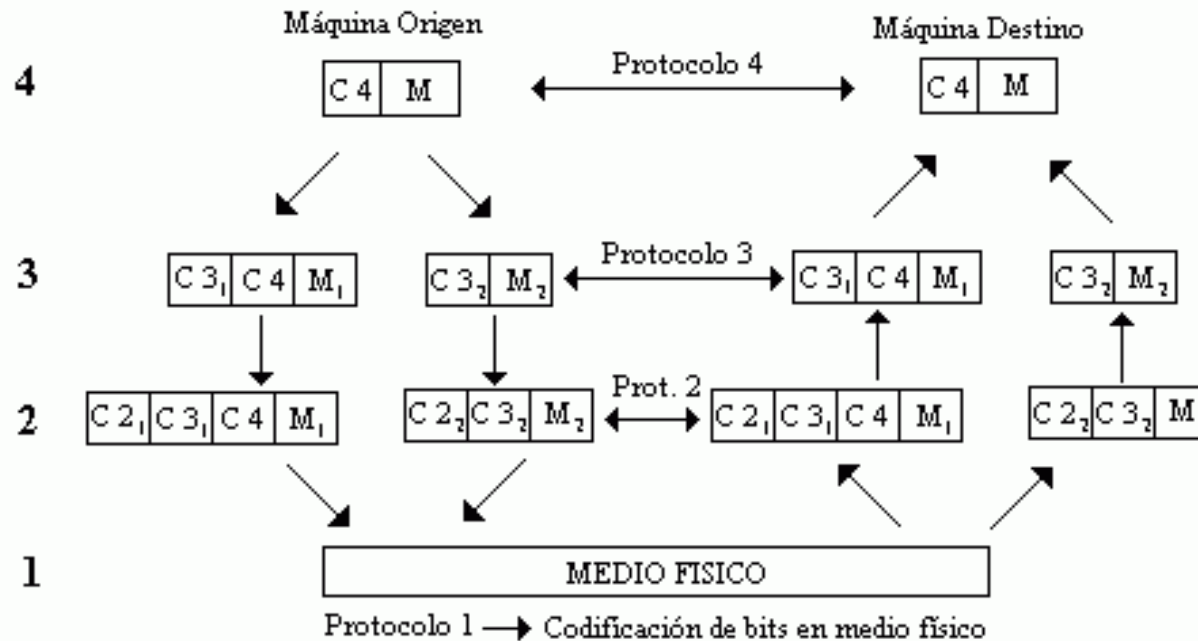 Máquina Origen
Máquina Destino
4
C 4 M
Protocolo 4
C 4 M
3
C 3₁ C 4 M₁
C 3₂ M₂
Protocolo 3
C 3₁ C 4 M₁
C 3₂ M₂
2
C 2₁ C 3₁ C 4 M₁
C 2₂ C 3₂ M₂
Prot. 2
C 2₁ C 3₁ C 4 M₁
C 2₂ C 3₂ M
1
MEDIO FISICO
Protocolo 1 → Codificación de bits en medio físico